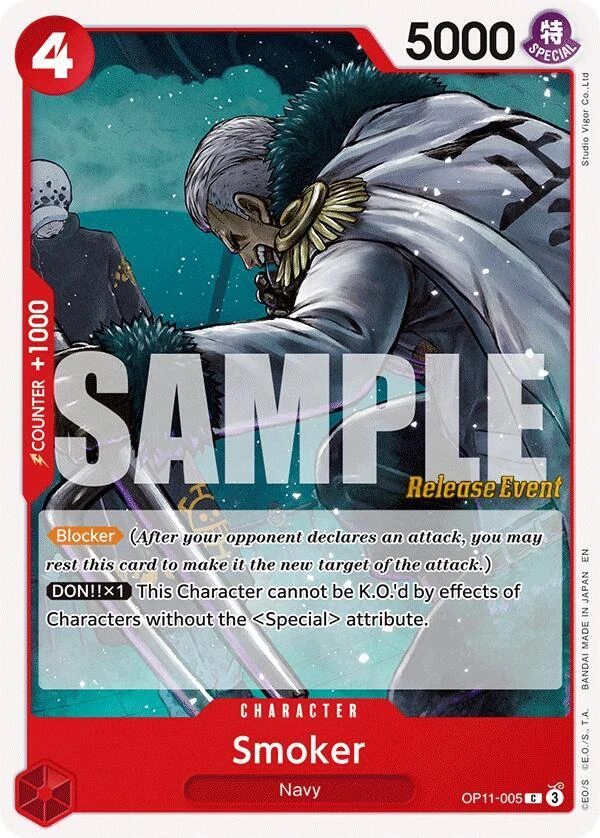 4
5000
特
SPECIAL
Studio Vigor Co.,Ltd
COUNTER +1000
SAMPLE
Release Event
Blocker (After your opponent declares an attack, you may
rest this card to make it the new target of the attack.)
DON!!×1 This Character cannot be K.O.'d by effects of
Characters without the <Special> attribute.
CHARACTER
Smoker
Navy
OP11-005 C 3
©EO/S ©E.O./S., T.A. BANDAI MADE IN JAPAN EN